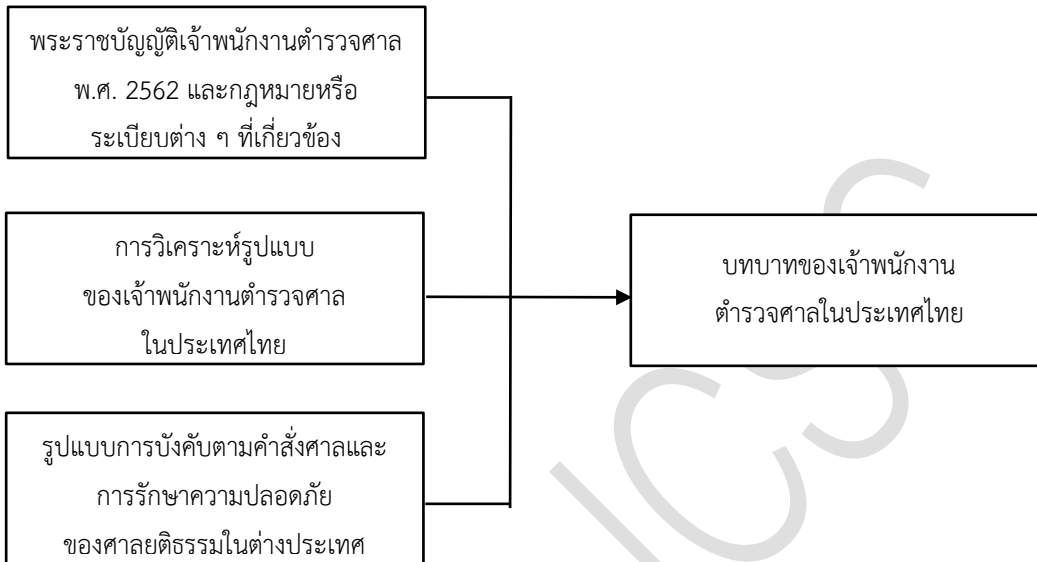 พระราชบัญญัติเจ้าพนักงานตำรวจศาล
พ.ศ. 2562 และกฎหมายหรือ
ระเบียบต่าง ๆ ที่เกี่ยวข้อง
การวิเคราะห์รูปแบบ
ของเจ้าพนักงานตำรวจศาล
ในประเทศไทย
รูปแบบการบังคับตามคำสั่งศาลและ
การรักษาความปลอดภัย
ของศาลยุติธรรมในต่างประเทศ
บทบาทของเจ้าพนักงาน
ตำรวจศาลในประเทศไทย